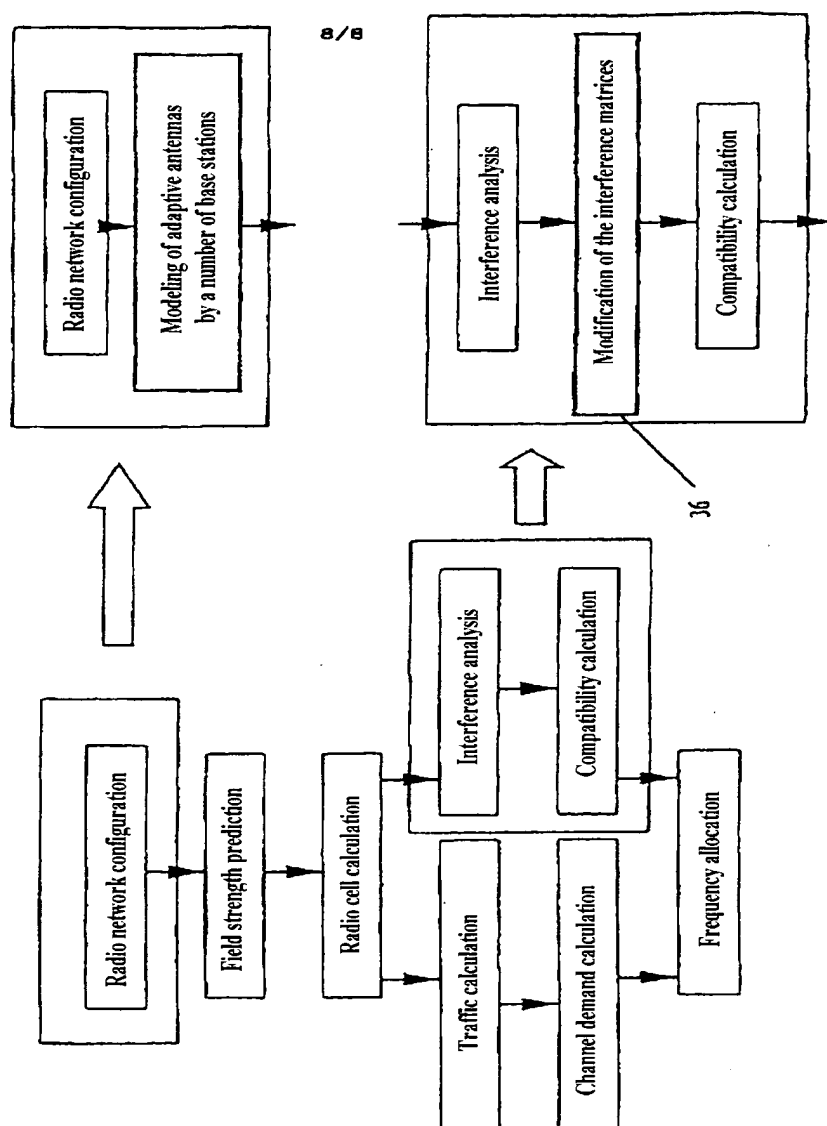 8/8
Radio network configuration
Field strength prediction
Radio cell calculation
Traffic calculation
Channel demand calculation
Interference analysis
Compatibility calculation
Frequency allocation
Radio network configuration
Modeling of adaptive antennas
by a number of base stations
Interference analysis
Modification of the interference matrices
Compatibility calculation
36